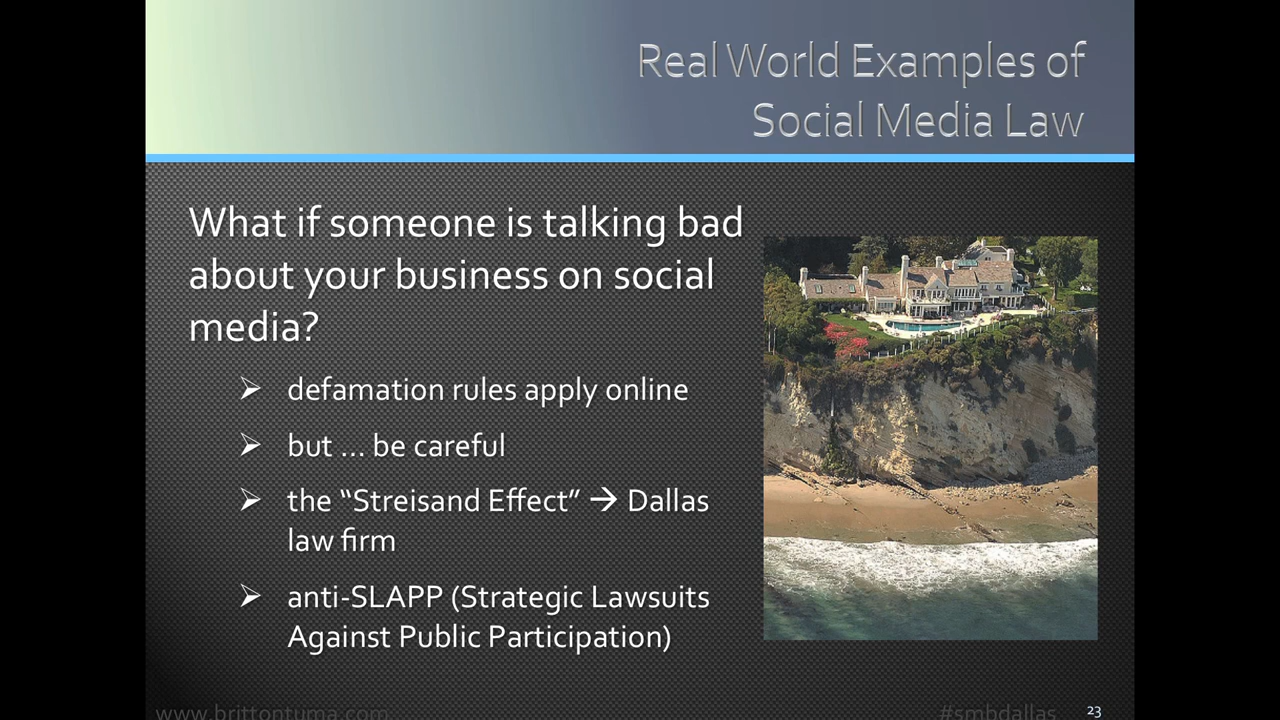 Real World Examples of
Social Media Law
What if someone is talking bad
about your business on social
media?
➢ defamation rules apply online
➢ but … be careful
➢ the “Streisand Effect” → Dallas
law firm
➢ anti-SLAPP (Strategic Lawsuits
Against Public Participation)
www.brittontuma.com
#smbdallas
23